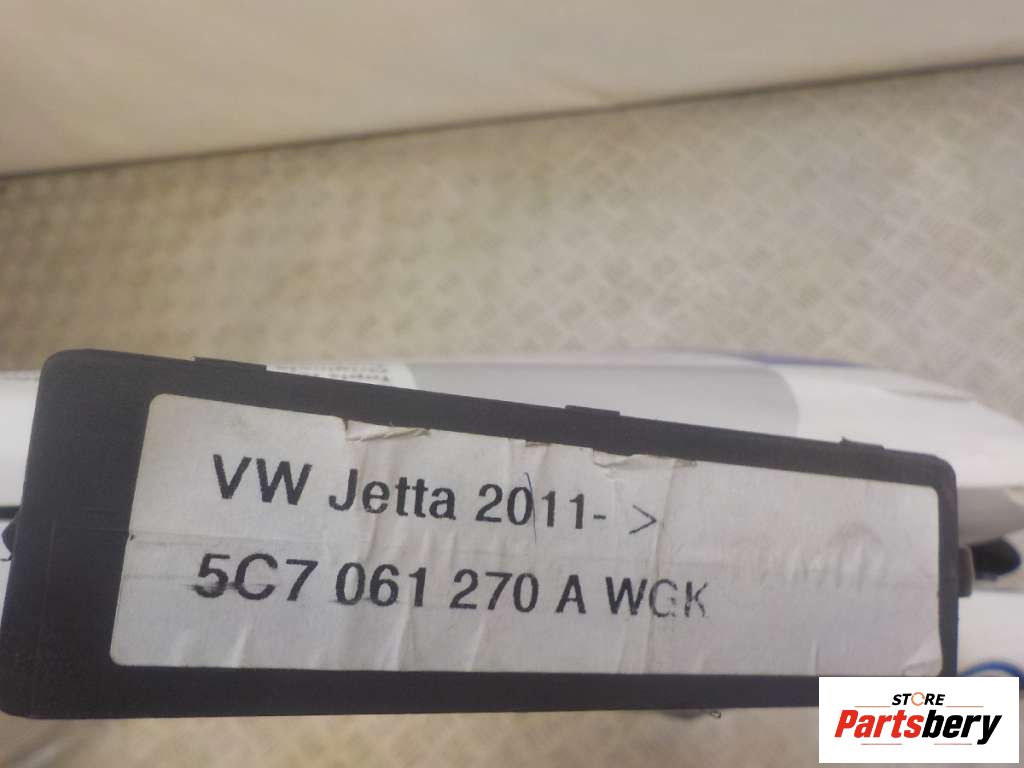 VW Jetta 2011- >
5C7 061 270 A WGK
STORE
Partsbery